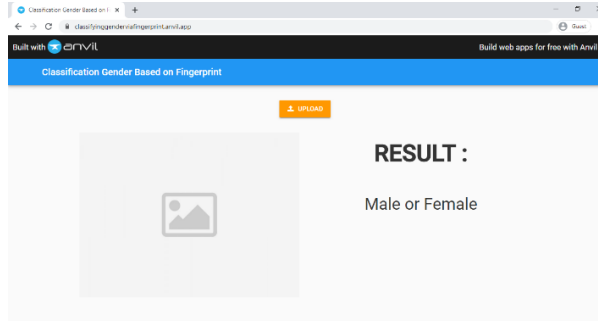 Classification Gender Based on F
Guest
classifyinggenderviafingerprint.anvil.app
Built with anvil
Build web apps for free with Anvil
Classification Gender Based on Fingerprint
UPLOAD
RESULT :
Male or Female